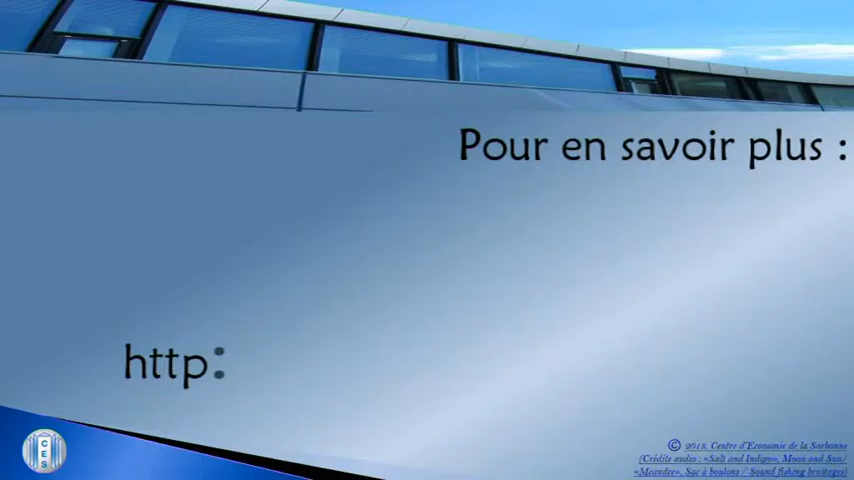 Pour en savoir plus :
http:
CES
© 2018, Centre d'Economie de la Sorbonne
(Crédits audio : «Salt and Indigo», Moon and Sun/
«Meandee», Sac à boulons / Sound fishing bruitages)